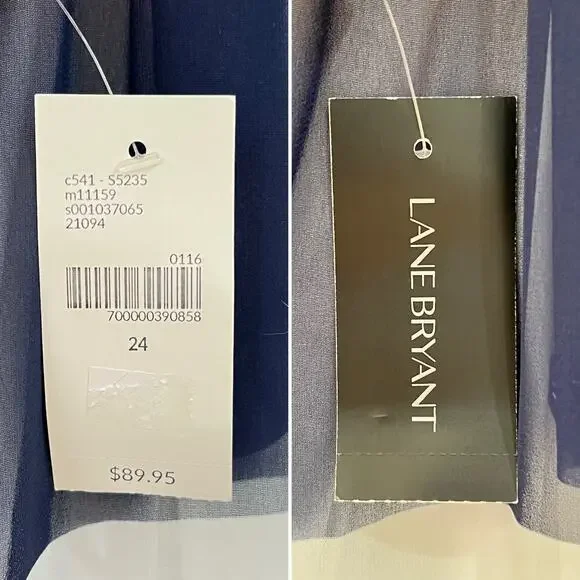 c541 - S5235
m11159
s001037065
21094
0116
700000390858
24
$89.95
LANE BRYANT